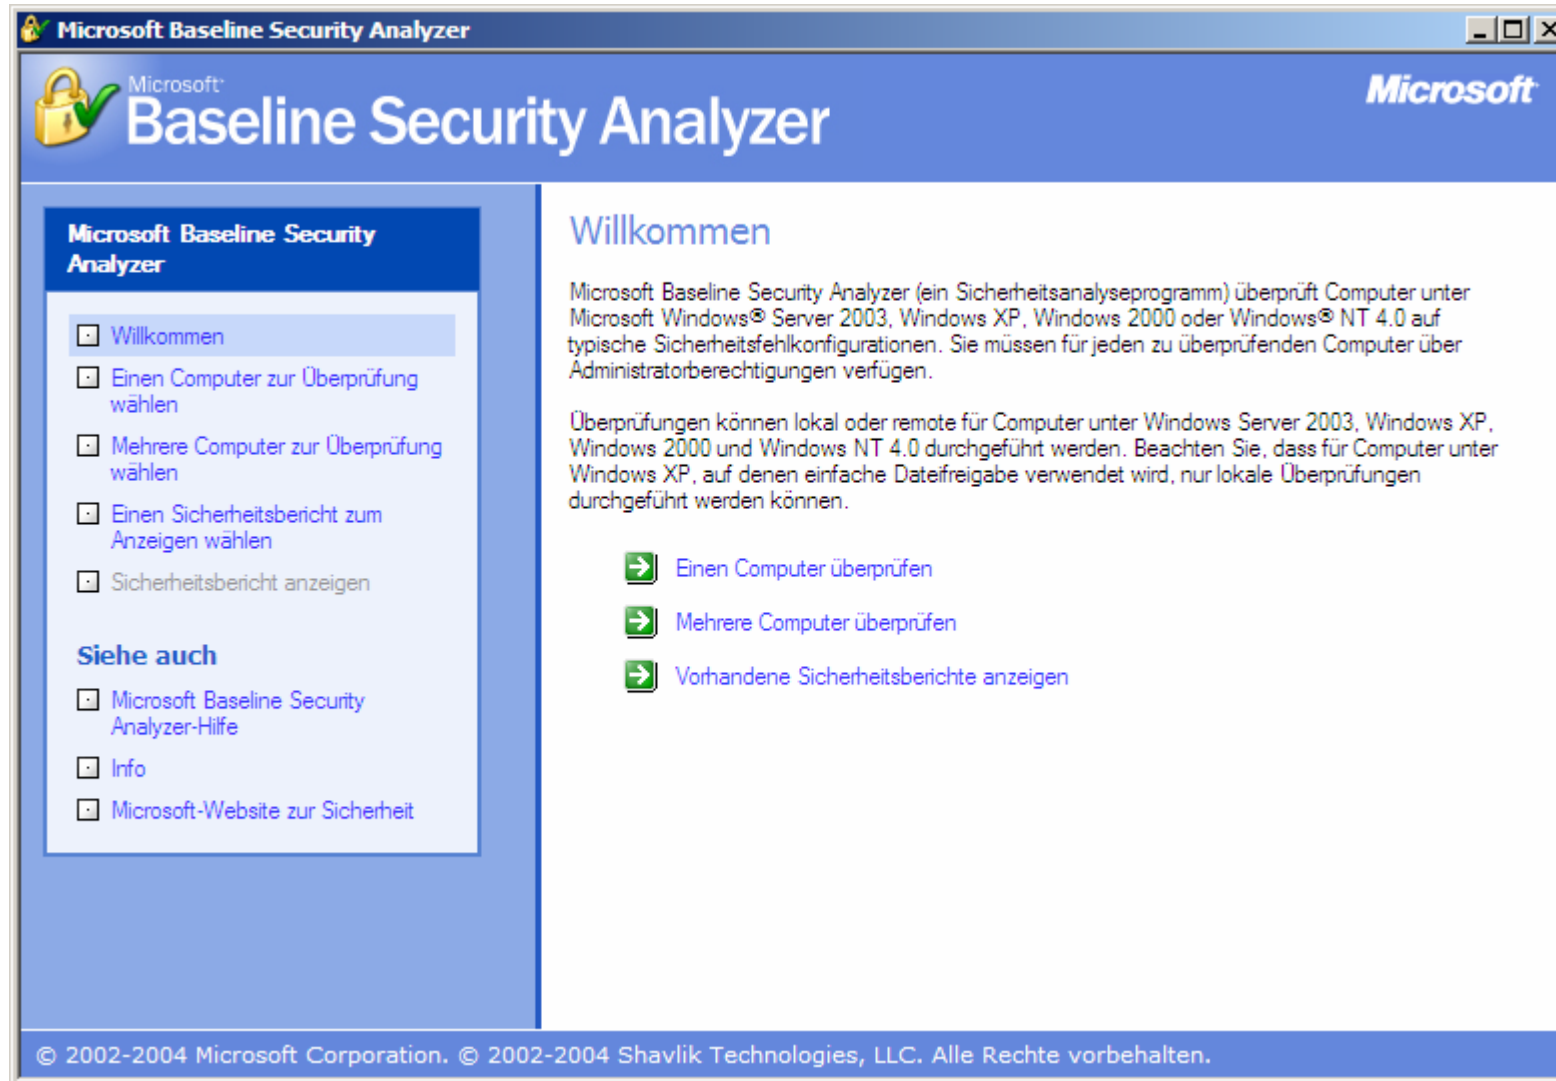 Microsoft Baseline Security Analyzer
Microsoft
Baseline Security Analyzer
Microsoft
Microsoft Baseline Security
Analyzer
Willkommen
Einen Computer zur Überprüfung
wählen
Mehrere Computer zur Überprüfung
wählen
Einen Sicherheitsbericht zum
Anzeigen wählen
Sicherheitsbericht anzeigen
Siehe auch
Microsoft Baseline Security
Analyzer-Hilfe
Info
Microsoft-Website zur Sicherheit
Willkommen
Microsoft Baseline Security Analyzer (ein Sicherheitsanalyseprogramm) überprüft Computer unter
Microsoft Windows® Server 2003, Windows XP, Windows 2000 oder Windows® NT 4.0 auf
typische Sicherheitsfehlkonfigurationen. Sie müssen für jeden zu überprüfenden Computer über
Administratorberechtigungen verfügen.
Überprüfungen können lokal oder remote für Computer unter Windows Server 2003, Windows XP,
Windows 2000 und Windows NT 4.0 durchgeführt werden. Beachten Sie, dass für Computer unter
Windows XP, auf denen einfache Dateifreigabe verwendet wird, nur lokale Überprüfungen
durchgeführt werden können.
Einen Computer überprüfen
Mehrere Computer überprüfen
Vorhandene Sicherheitsberichte anzeigen
© 2002-2004 Microsoft Corporation. © 2002-2004 Shavlik Technologies, LLC. Alle Rechte vorbehalten.